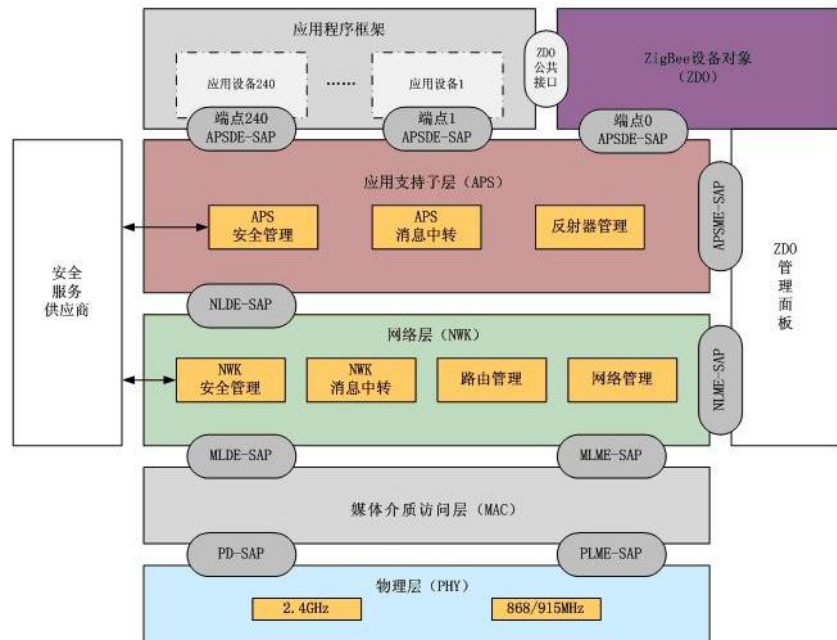 应用程序框架
应用设备240
······
应用设备1
ZDO
公共
接口
ZigBee设备对象
(ZDO)
端点240
APSDE-SAP
端点1
APSDE-SAP
端点0
APSDE-SAP
应用支持子层(APS)
APS
安全管理
APS
消息中转
反射器管理
APSME-SAP
安全
服务
供应商
ZDO
管理
面板
NLDE-SAP
网络层(NWK)
NWK
安全管理
NWK
消息中转
路由管理
网络管理
NLME-SAP
MLDE-SAP
MLME-SAP
媒体介质访问层(MAC)
PD-SAP
PLME-SAP
物理层(PHY)
2.4GHz
868/915MHz